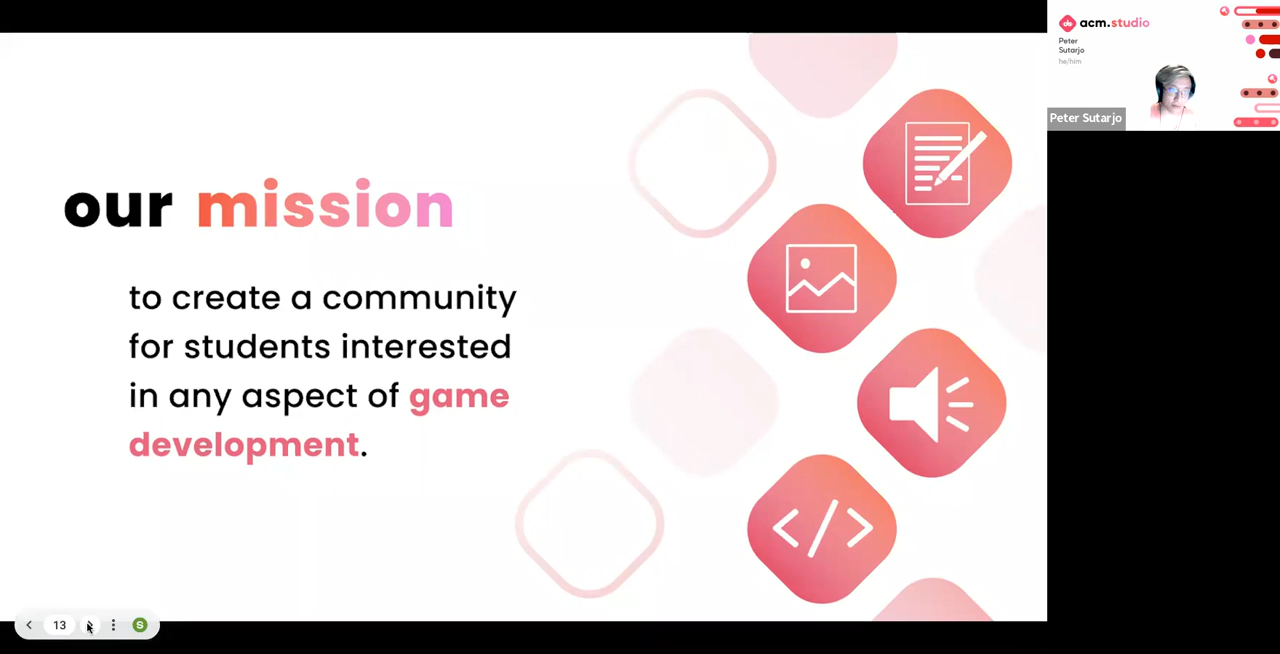 our mission
to create a community
for students interested
in any aspect of game
development.
</>
13
S
acm.studio
Peter
Sutarjo
he/him
Peter Sutarjo